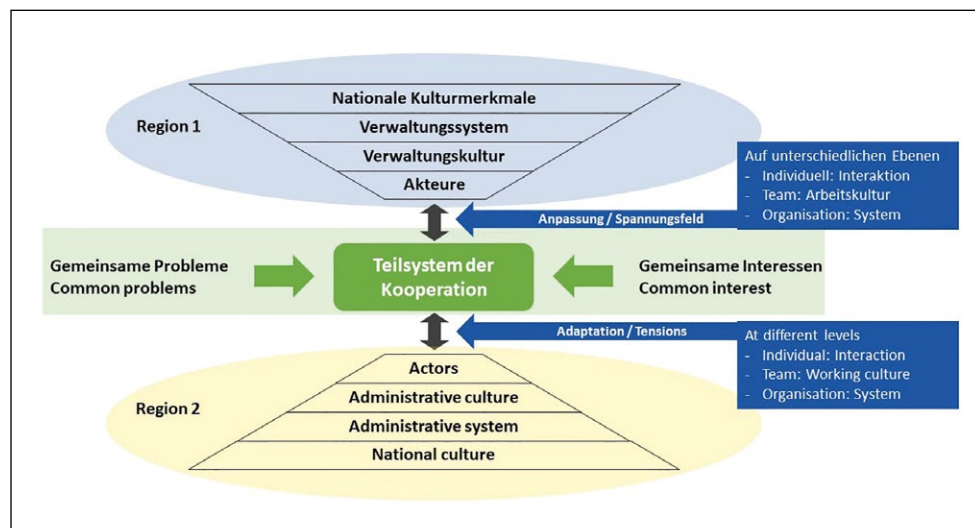 Nationale Kulturmerkmale
Region 1
Verwaltungssystem
Verwaltungskultur
Akteure
Auf unterschiedlichen Ebenen
- Individuell: Interaktion
- Team: Arbeitskultur
- Organisation: System
Anpassung / Spannungsfeld
Gemeinsame Probleme
Common problems
Teilsystem der
Kooperation
Gemeinsame Interessen
Common interest
Adaptation / Tensions
At different levels
- Individual: Interaction
- Team: Working culture
- Organisation: System
Actors
Region 2
Administrative culture
Administrative system
National culture